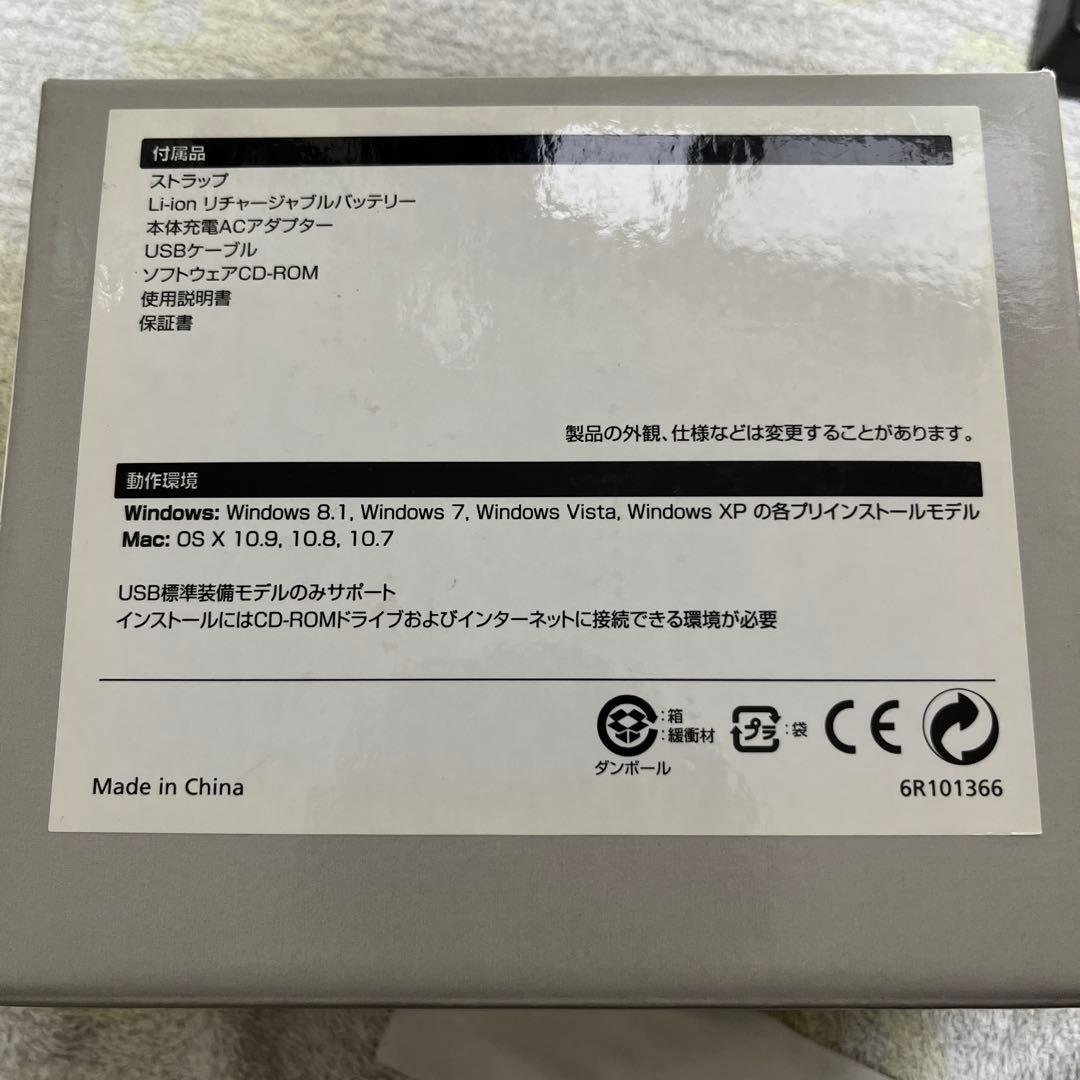 付属品
ストラップ
Li-ion リチャージャブルバッテリー
本体充電ACアダプター
USBケーブル
ソフトウェアCD-ROM
使用説明書
保証書
製品の外観、仕様などは変更することがあります。
動作環境
Windows: Windows 8.1, Windows 7, Windows Vista, Windows XP の各プリインストールモデル
Mac: OS X 10.9, 10.8, 10.7
USB標準装備モデルのみサポート
インストールにはCD-ROMドライブおよびインターネットに接続できる環境が必要
:箱
:緩衝材
ダンボール
プラ :袋
CE
Made in China
6R101366